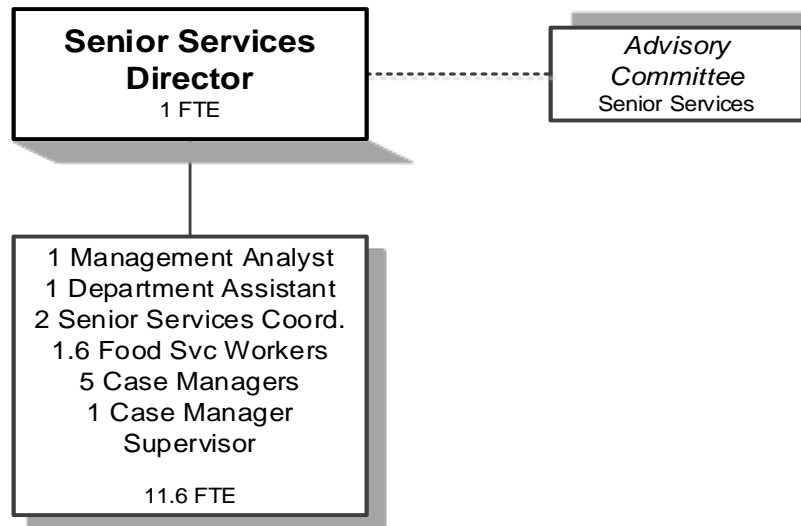 Senior Services
Director
1 FTE
Advisory
Committee
Senior Services
1 Management Analyst
1 Department Assistant
2 Senior Services Coord.
1.6 Food Svc Workers
5 Case Managers
1 Case Manager
Supervisor
11.6 FTE